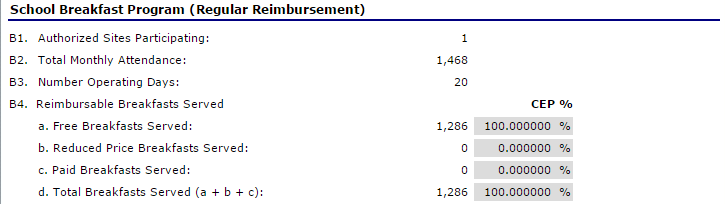 School Breakfast Program (Regular Reimbursement)
B1. Authorized Sites Participating: 1
B2. Total Monthly Attendance: 1,468
B3. Number Operating Days: 20
B4. Reimbursable Breakfasts Served CEP %
a. Free Breakfasts Served: 1,286 100.000000 %
b. Reduced Price Breakfasts Served: 0 0.000000 %
c. Paid Breakfasts Served: 0 0.000000 %
d. Total Breakfasts Served (a + b + c): 1,286 100.000000 %